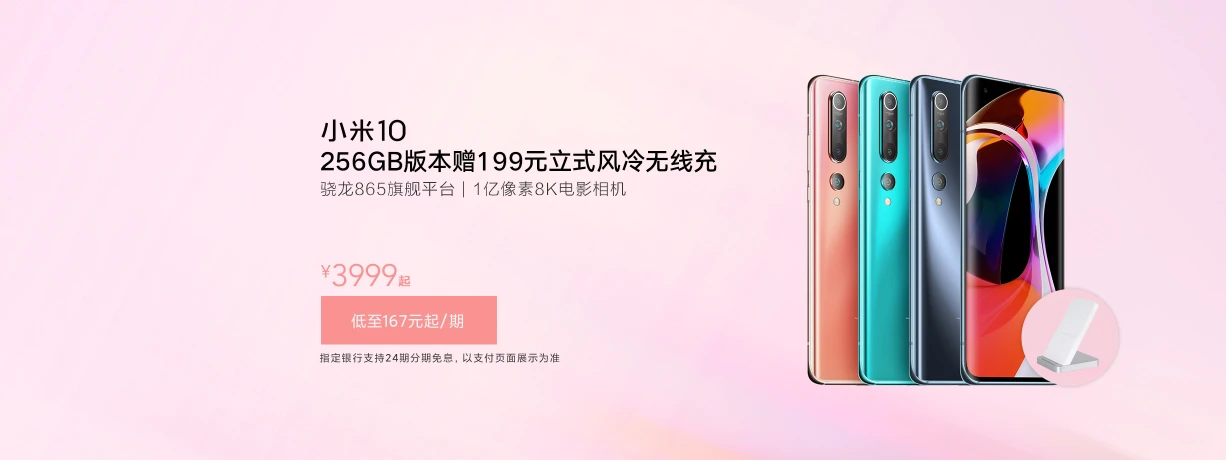 小米10
256GB版本赠199元立式风冷无线充
骁龙865旗舰平台｜1亿像素8K电影相机
¥3999起
低至167元起/期
指定银行支持24期分期免息，以支付页面展示为准